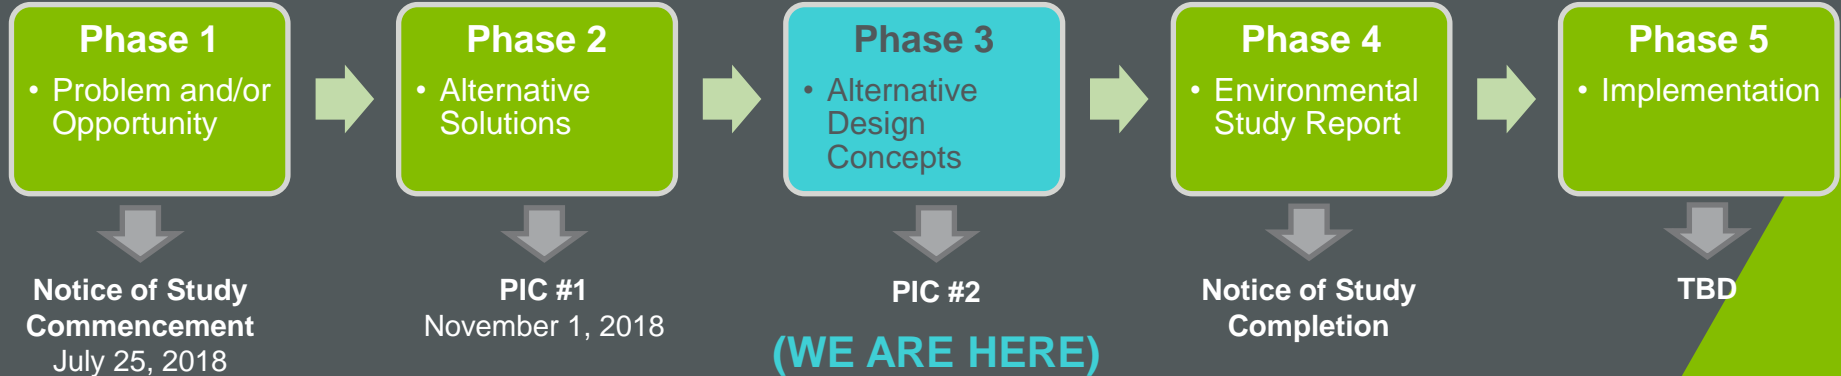 Phase 1
• Problem and/or
Opportunity
Phase 2
• Alternative
Solutions
Phase 3
• Alternative
Design
Concepts
Phase 4
• Environmental
Study Report
Phase 5
• Implementation
Notice of Study
Commencement
July 25, 2018
PIC #1
November 1, 2018
PIC #2
(WE ARE HERE)
Notice of Study
Completion
TBD